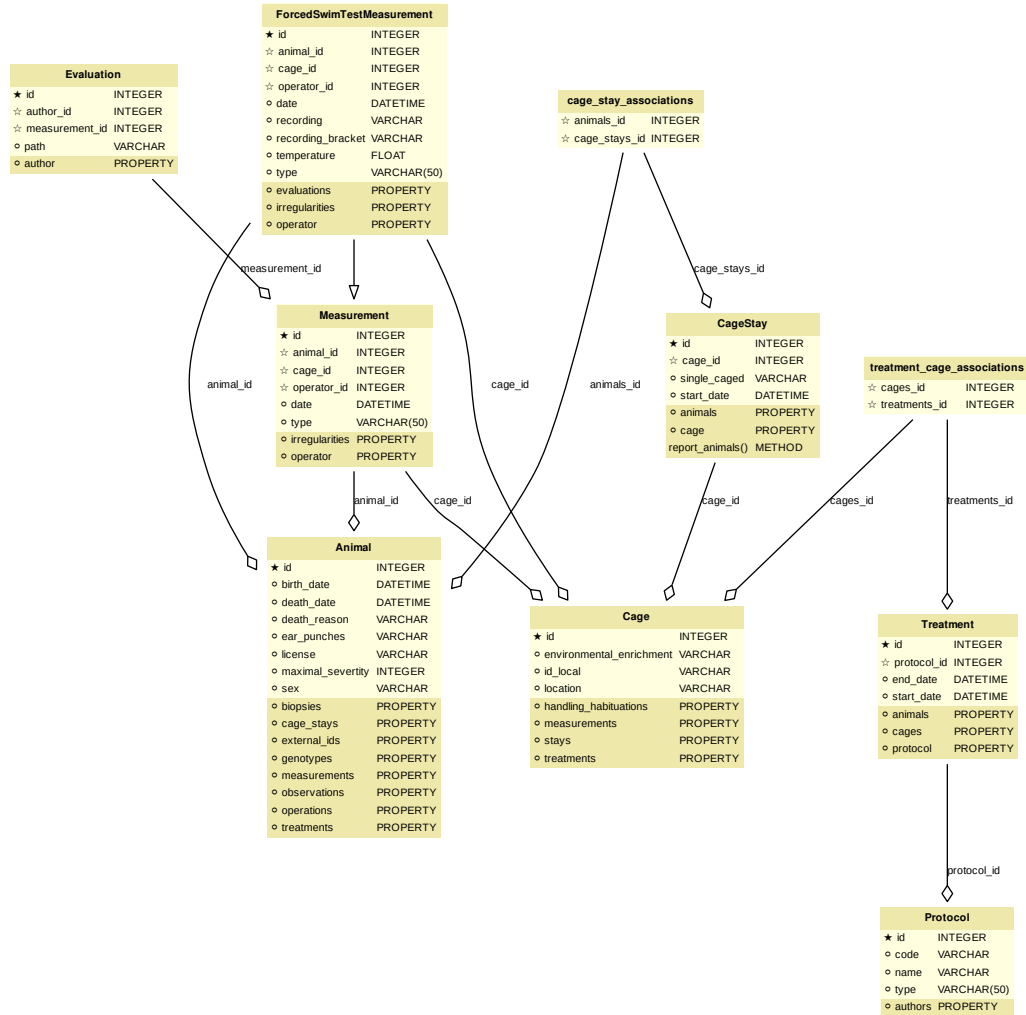 ForcedSwimTestMeasurement
★ id INTEGER
☆ animal_id INTEGER
☆ cage_id INTEGER
☆ operator_id INTEGER
date DATETIME
recording VARCHAR
recording_bracket VARCHAR
temperature FLOAT
type VARCHAR(50)
evaluations PROPERTY
irregularities PROPERTY
operator PROPERTY
Evaluation
★ id INTEGER
☆ author_id INTEGER
☆ measurement_id INTEGER
path VARCHAR
author PROPERTY
cage_stay_associations
☆ animals_id INTEGER
☆ cage_stays_id INTEGER
measurement_id
cage_stays_id
Measurement
★ id INTEGER
☆ animal_id INTEGER
☆ cage_id INTEGER
☆ operator_id INTEGER
date DATETIME
type VARCHAR(50)
irregularities PROPERTY
operator PROPERTY
CageStay
★ id INTEGER
☆ cage_id INTEGER
single_caged VARCHAR
start_date DATETIME
animals PROPERTY
cage PROPERTY
report_animals() METHOD
treatment_cage_associations
☆ cages_id INTEGER
☆ treatments_id INTEGER
animal_id
cage_id
animals_id
animal_id
cage_id
cage_id
cages_id
treatments_id
Animal
★ id INTEGER
birth_date DATETIME
death_date DATETIME
death_reason VARCHAR
ear_punches VARCHAR
license VARCHAR
maximal_severtity INTEGER
sex VARCHAR
biopsies PROPERTY
cage_stays PROPERTY
external_ids PROPERTY
genotypes PROPERTY
measurements PROPERTY
observations PROPERTY
operations PROPERTY
treatments PROPERTY
Cage
★ id INTEGER
environmental_enrichment VARCHAR
id_local VARCHAR
location VARCHAR
handling_habituations PROPERTY
measurements PROPERTY
stays PROPERTY
treatments PROPERTY
Treatment
★ id INTEGER
☆ protocol_id INTEGER
end_date DATETIME
start_date DATETIME
animals PROPERTY
cages PROPERTY
protocol PROPERTY
protocol_id
Protocol
★ id INTEGER
code VARCHAR
name VARCHAR
type VARCHAR(50)
authors PROPERTY